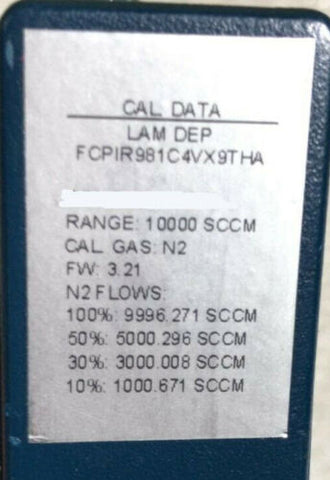 CAL DATA
LAM DEP
FCPIR981C4VX9THA
RANGE: 10000 SCCM
CAL. GAS: N2
FW: 3.21
N2 FLOWS:
100%: 9996.271 SCCM
50%: 5000.296 SCCM
30%: 3000.008 SCCM
10%: 1000.671 SCCM